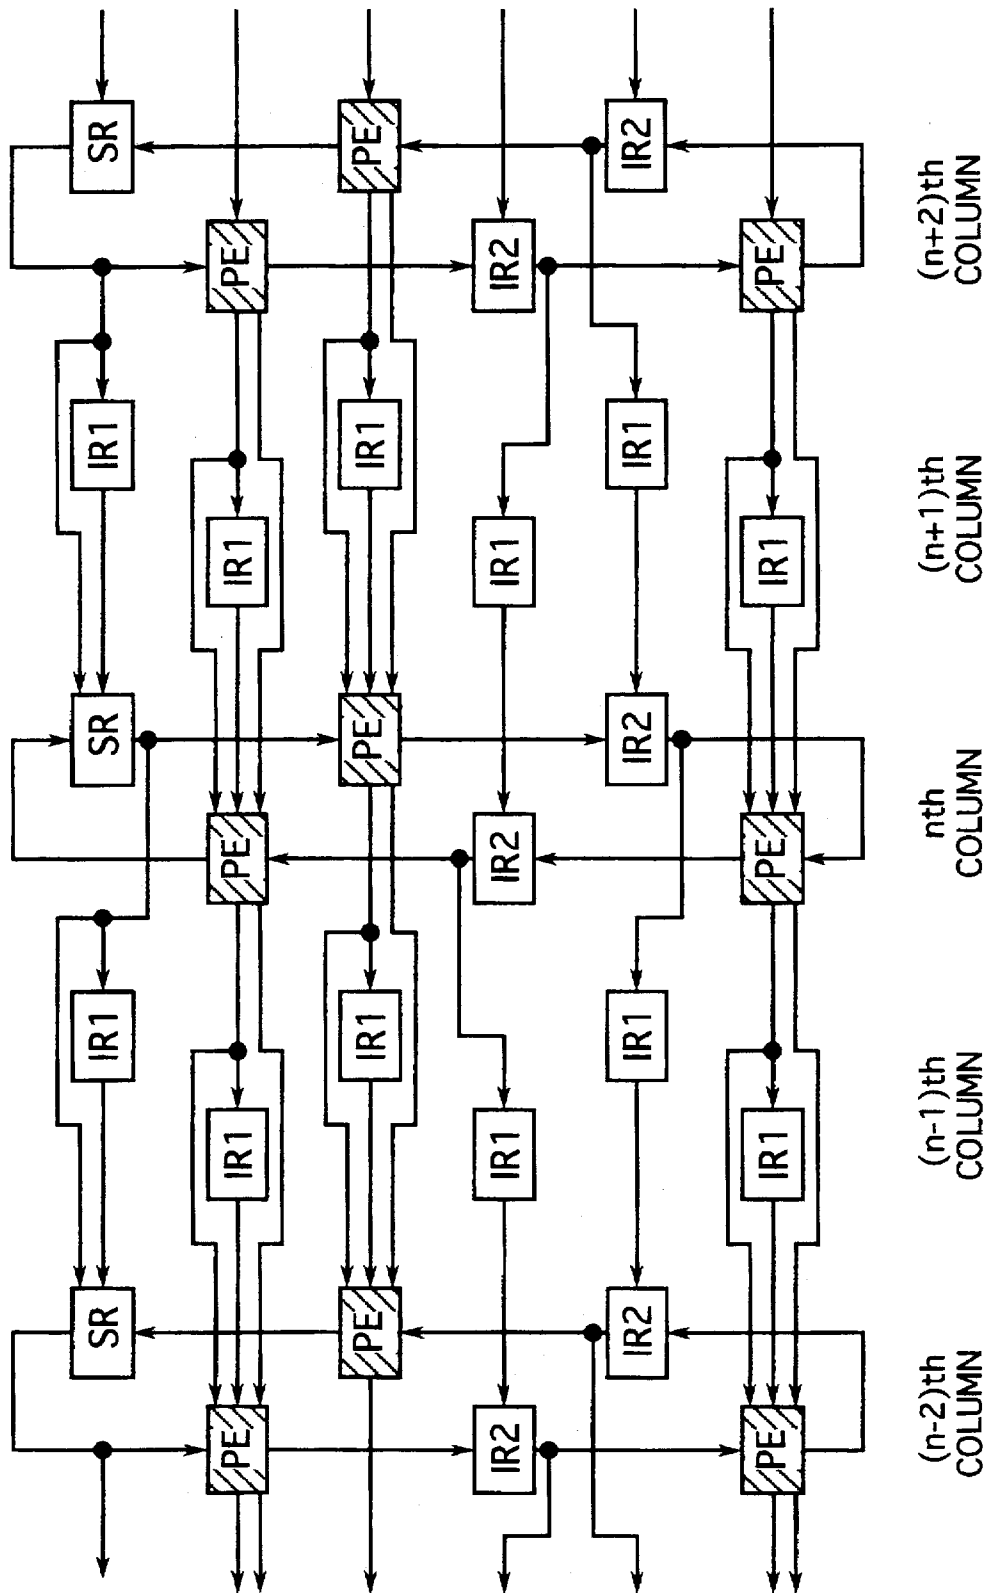 SR IR1 SR IR1 SR
PE IR1 PE IR1 PE
PE IR1 PE IR1 PE
IR2 IR1 IR2 IR1 IR2
IR2 IR1 IR2 IR1 IR2
PE IR1 PE IR1 PE
(n-2)th
COLUMN
(n-1)th
COLUMN
nth
COLUMN
(n+1)th
COLUMN
(n+2)th
COLUMN